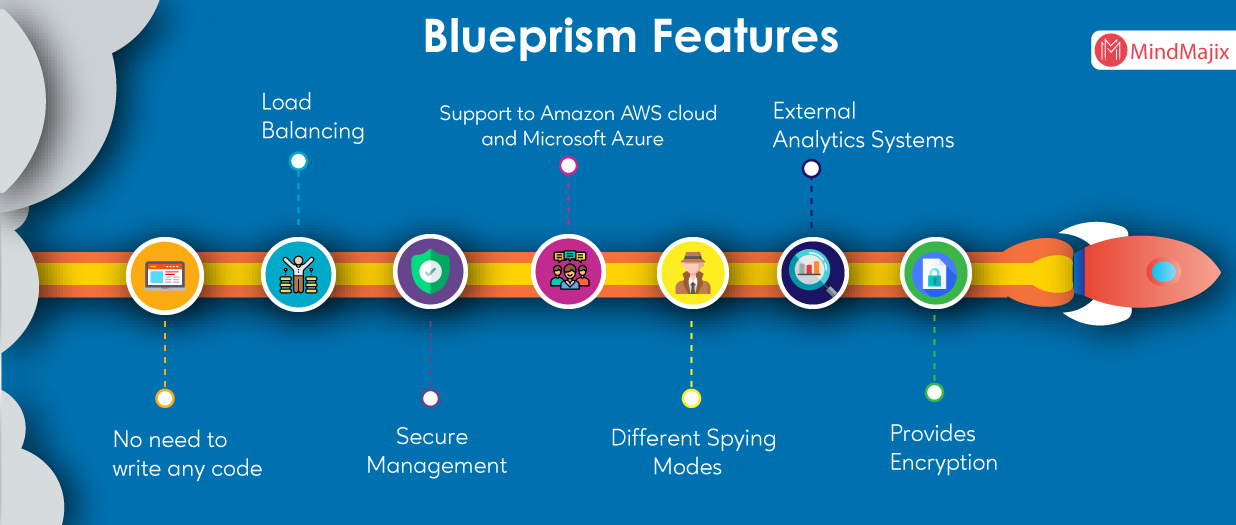 Blueprism Features
MindMajix
Load
Balancing
Support to Amazon AWS cloud
and Microsoft Azure
External
Analytics Systems
No need to
write any code
Secure
Management
Different Spying
Modes
Provides
Encryption